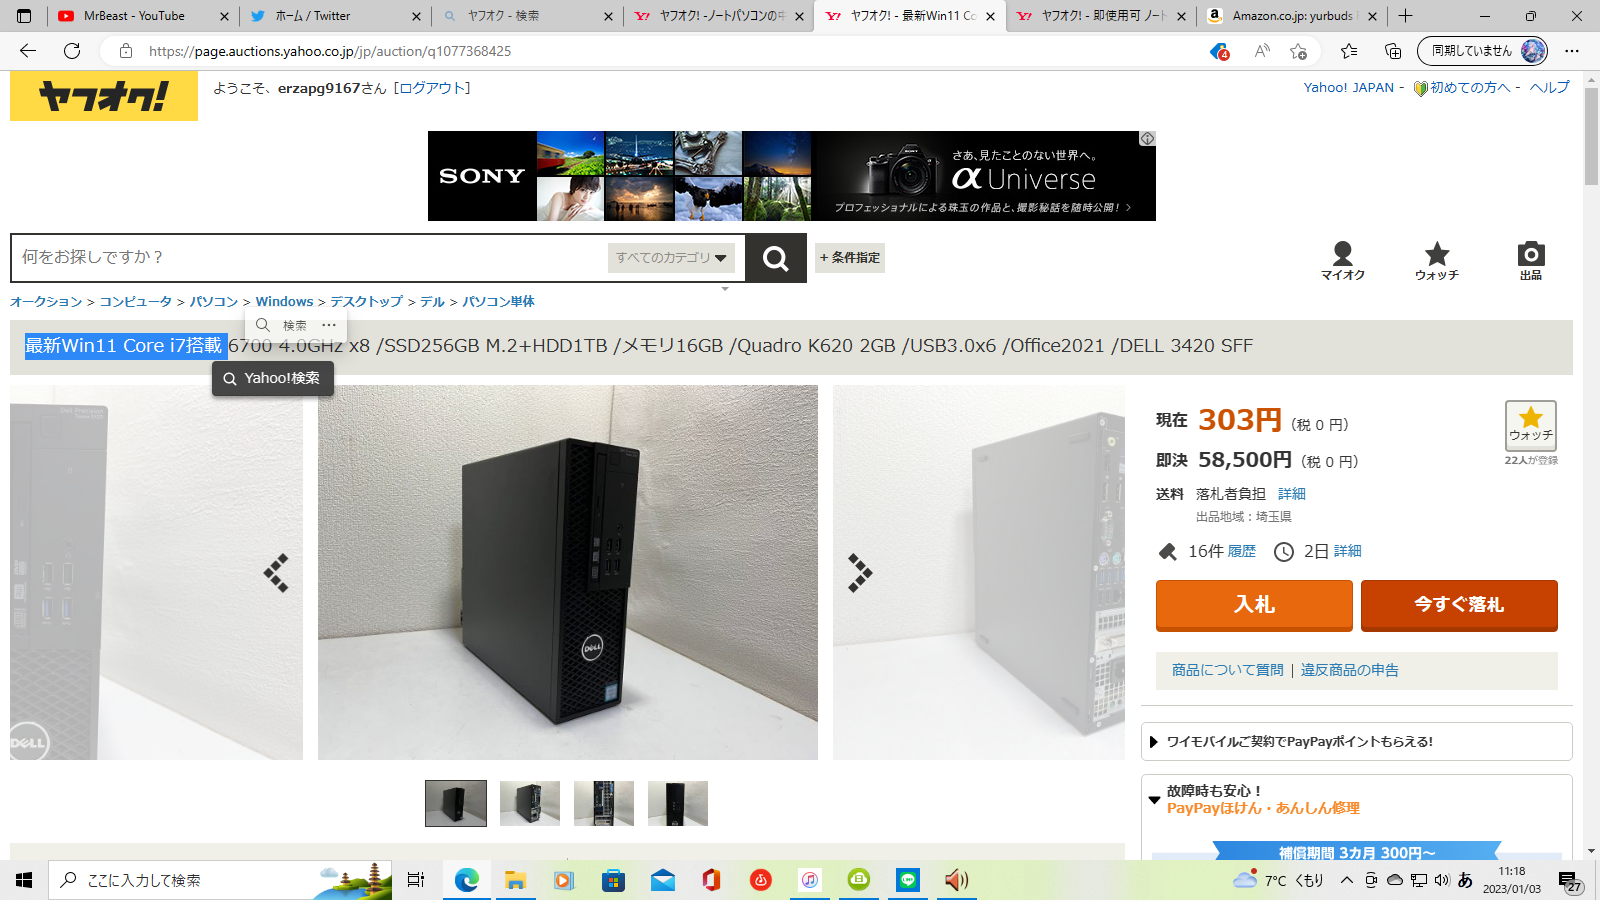 MrBeast - YouTube
ホーム / Twitter
ヤフオク - 検索
ヤフオク! -ノートパソコンの中
ヤフオク! - 最新Win11 Co
ヤフオク! - 即使用可 ノート
Amazon.co.jp: yurbuds
https://page.auctions.yahoo.co.jp/jp/auction/q1077368425
4
同期していません
ヤフオク!
ようこそ、erzapg9167さん [ログアウト]
Yahoo! JAPAN - 初めての方へ - ヘルプ
SONY
さあ、見たことのない世界へ。
α Universe
プロフェッショナルによる珠玉の作品と、撮影秘話を随時公開! >
何をお探しですか？
すべてのカテゴリ
+ 条件指定
マイオク
ウォッチ
出品
オークション > コンピュータ > パソコン > Windows > デスクトップ > デル > パソコン単体
検索 ...
最新Win11 Core i7搭載 6700 4.0GHz x8 /SSD256GB M.2+HDD1TB /メモリ16GB /Quadro K620 2GB /USB3.0x6 /Office2021 /DELL 3420 SFF
Yahoo!検索
DELL
DELL
現在 303円 (税 0 円)
ウォッチ
22人が登録
即決 58,500円 (税 0 円)
送料 落札者負担 詳細
出品地域：埼玉県
16件 履歴 2日 詳細
入札
今すぐ落札
商品について質問 | 違反商品の申告
ワイモバイルご契約でPayPayポイントもらえる!
故障時も安心！
PayPayほけん・あんしん修理
補償期間 3カ月 300円～
ここに入力して検索
7°C くもり
あ
11:18
2023/01/03
27